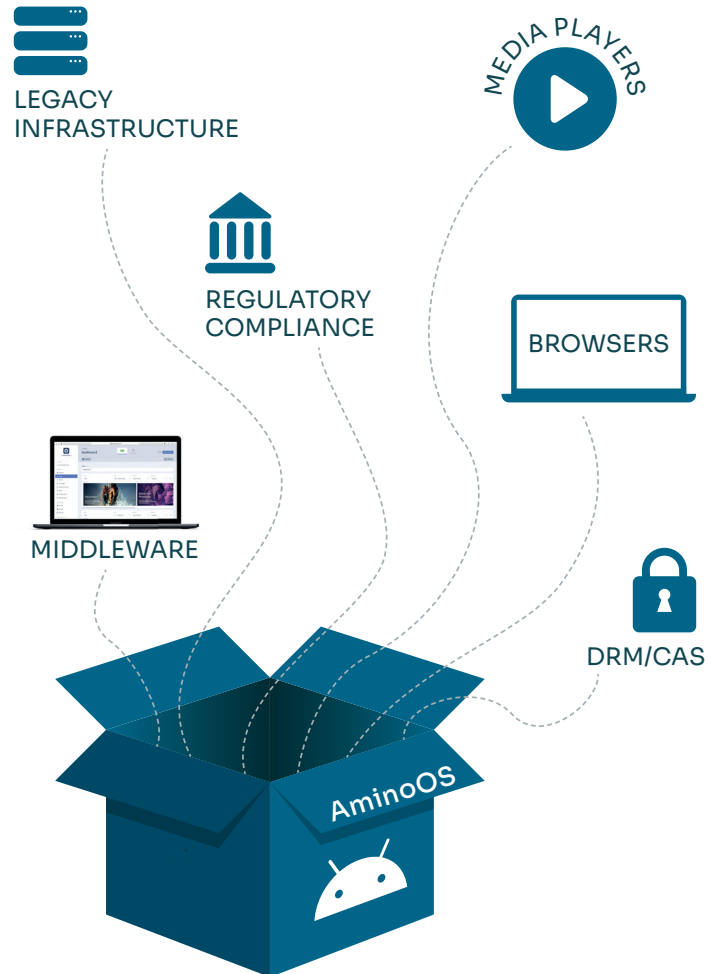 MEDIA PLAYERS
LEGACY
INFRASTRUCTURE
REGULATORY
COMPLIANCE
BROWSERS
MIDDLEWARE
DRM/CAS
AminoOS